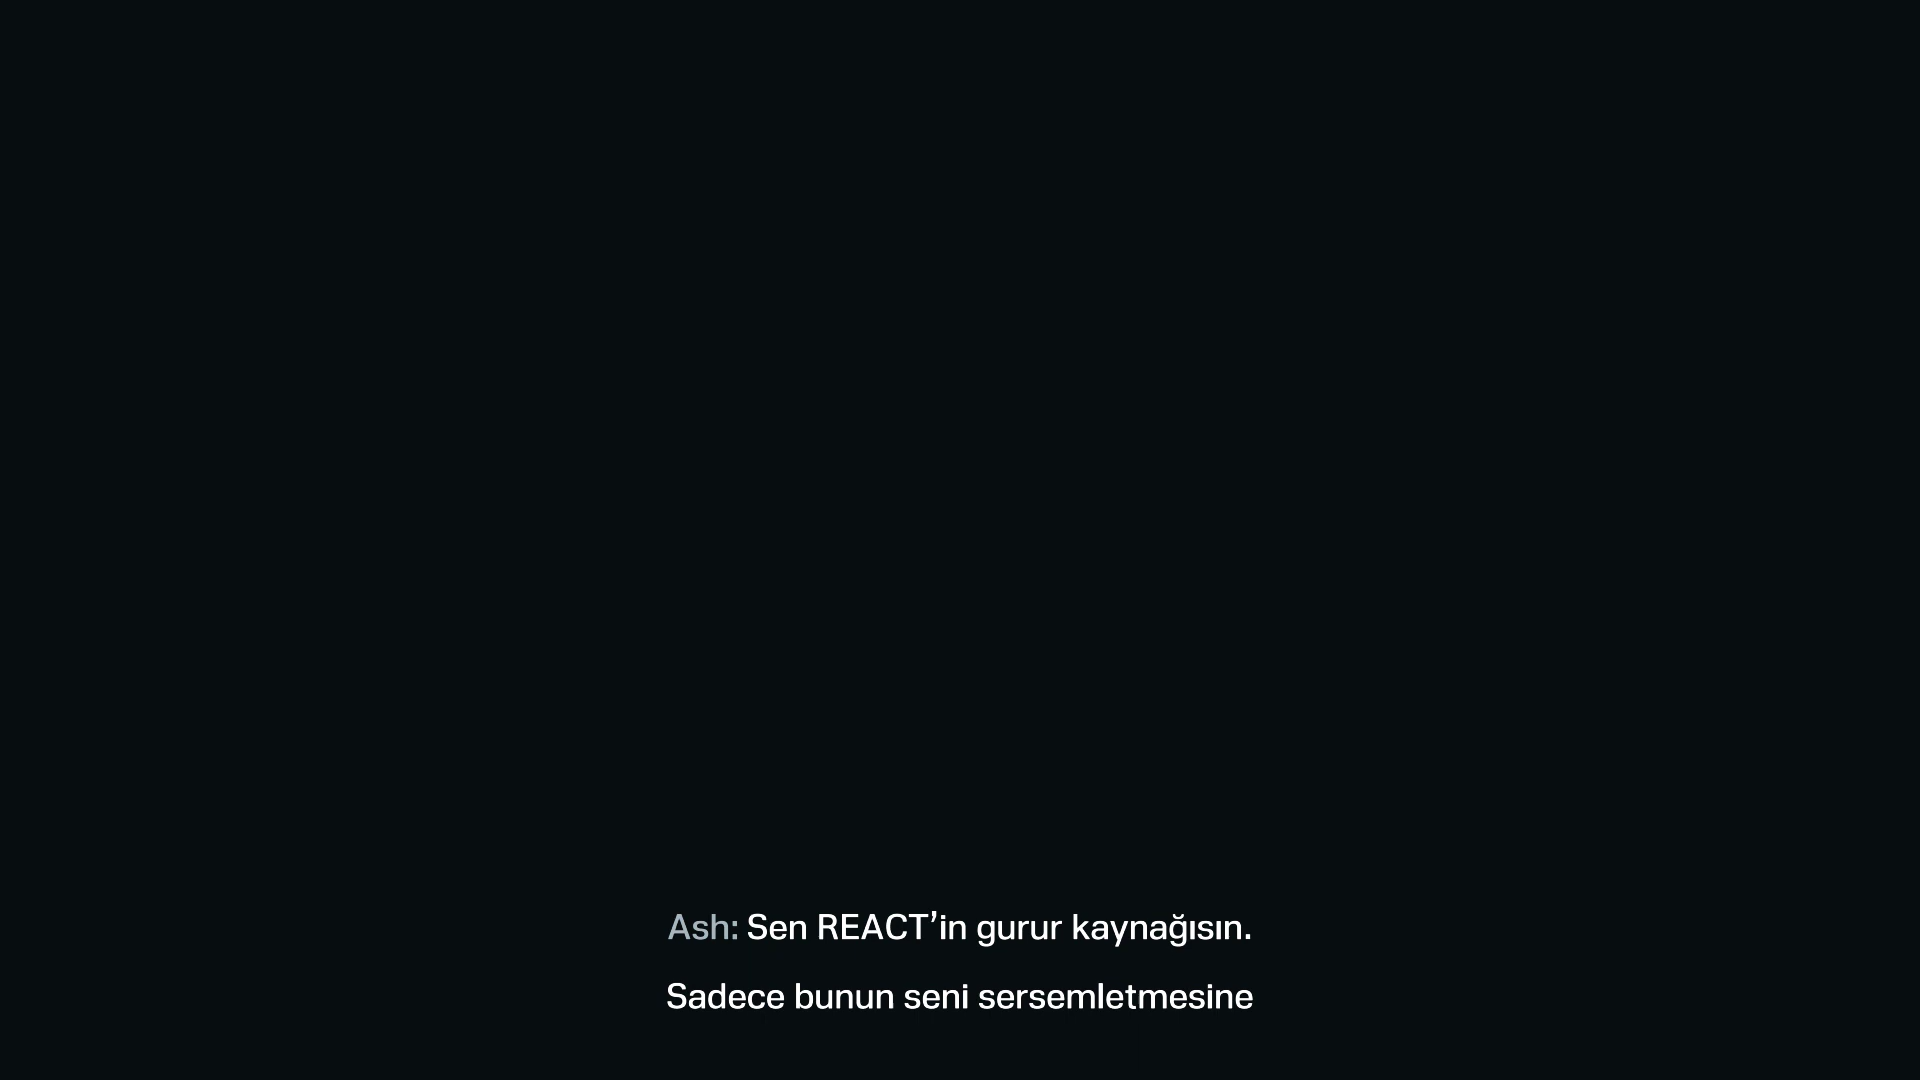 Ash: Sen REACT’in gurur kaynağısın.
Sadece bunun seni sersemletmesine